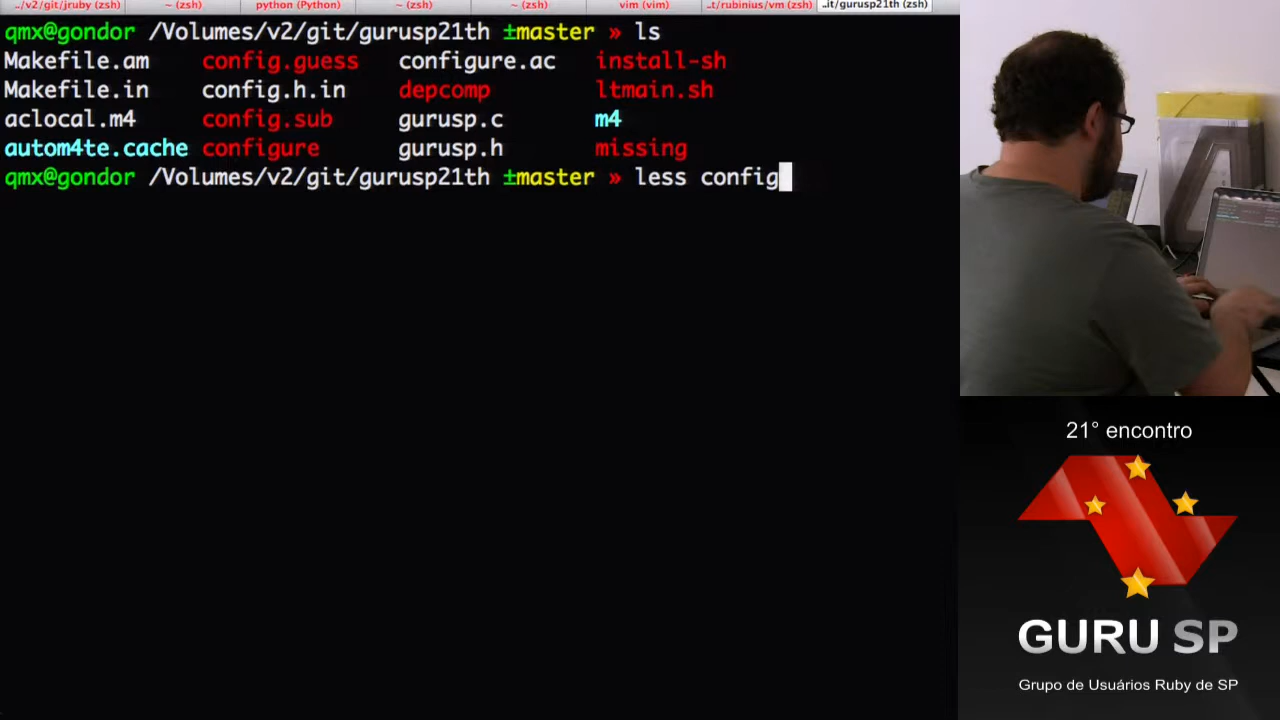 ../v2/git/jruby (zsh) ~ (zsh) python (Python) ~ (zsh) ~ (zsh) vim (vim) ..t/rubinius/vm (zsh) ..it/gurusp21th (zsh)
qmx@gondor /Volumes/v2/git/gurusp21th ±master » ls
Makefile.am config.guess configure.ac install-sh
Makefile.in config.h.in depcomp ltmain.sh
aclocal.m4 config.sub gurusp.c m4
autom4te.cache configure gurusp.h missing
qmx@gondor /Volumes/v2/git/gurusp21th ±master » less config
21° encontro
GURU SP
Grupo de Usuários Ruby de SP